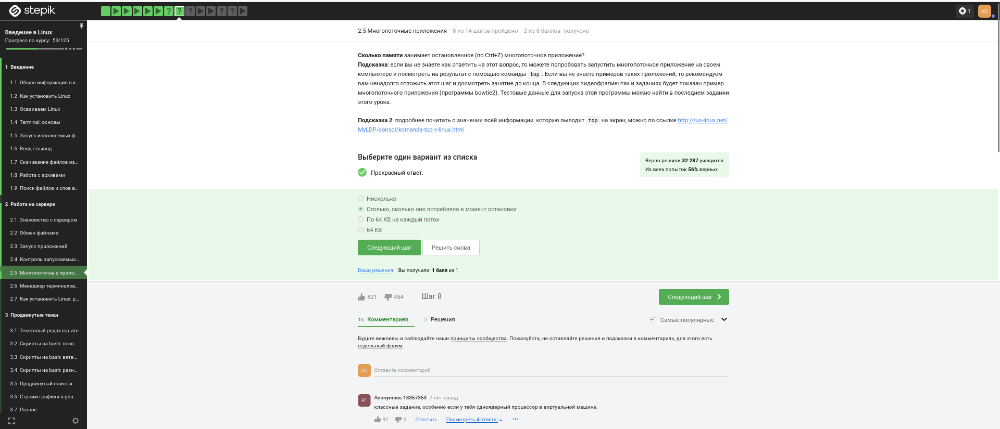 stepik
? ? ? ? ?
1
AO
Введение в Linux
Прогресс по курсу: 53/125
1 Введение
1.1 Общая информация о к...
1.2 Как установить Linux
1.3 Осваиваем Linux
1.4 Terminal: основы
1.5 Запуск исполняемых ф...
1.6 Ввод / вывод
1.7 Скачивание файлов из...
1.8 Работа с архивами
1.9 Поиск файлов и слов в...
2 Работа на сервере
2.1 Знакомство с сервером
2.2 Обмен файлами
2.3 Запуск приложений
2.4 Контроль запускаемых...
2.5 Многопоточные прило...
2.6 Менеджер терминалов...
2.7 Как установить Linux: р...
3 Продвинутые темы
3.1 Текстовый редактор vim
3.2 Скрипты на bash: осно...
3.3 Скрипты на bash: ветв...
3.4 Скрипты на bash: разн...
3.5 Продвинутый поиск и ...
3.6 Строим графики в gnu...
3.7 Разное
2.5 Многопоточные приложения 8 из 14 шагов пройдено 2 из 6 баллов получено
Сколько памяти занимает остановленное (по Ctrl+Z) многопоточное приложение?
Подсказка: если вы не знаете как ответить на этот вопрос, то можете попробовать запустить многопоточное приложение на своем
компьютере и посмотреть на результат с помощью команды top . Если вы не знаете примеров таких приложений, то рекомендуем
вам ненадолго отложить этот шаг и досмотреть занятие до конца. В следующих видеофрагментах и заданиях будет показан пример
многопоточного приложения (программы bowtie2). Тестовые данные для запуска этой программы можно найти в последнем задании
этого урока.
Подсказка 2: подробнее почитать о значении всей информации, которую выводит top на экран, можно по ссылке http://rus-linux.net/
MyLDP/consol/komanda-top-v-linux.html
Выберите один вариант из списка
Прекрасный ответ.
Верно решили 32 287 учащихся
Из всех попыток 56% верных
Нисколько
Столько, сколько оно потребляло в момент остановки
По 64 KB на каждый поток
64 KB
Следующий шаг Решить снова
Ваши решения Вы получили: 1 балл из 1
821 454 Шаг 8 Следующий шаг
16 Комментариев 2 Решения Самые популярные
Будьте вежливы и соблюдайте наши принципы сообщества. Пожалуйста, не оставляйте решения и подсказки в комментариях, для этого есть
отдельный форум.
AO Оставить комментарий
A1 Anonymous 18357353 7 лет назад
классные задание, особенно если у тебя одноядерный процессор в виртуальной машине.
97 3 Ответить Посмотреть 4 ответа ...